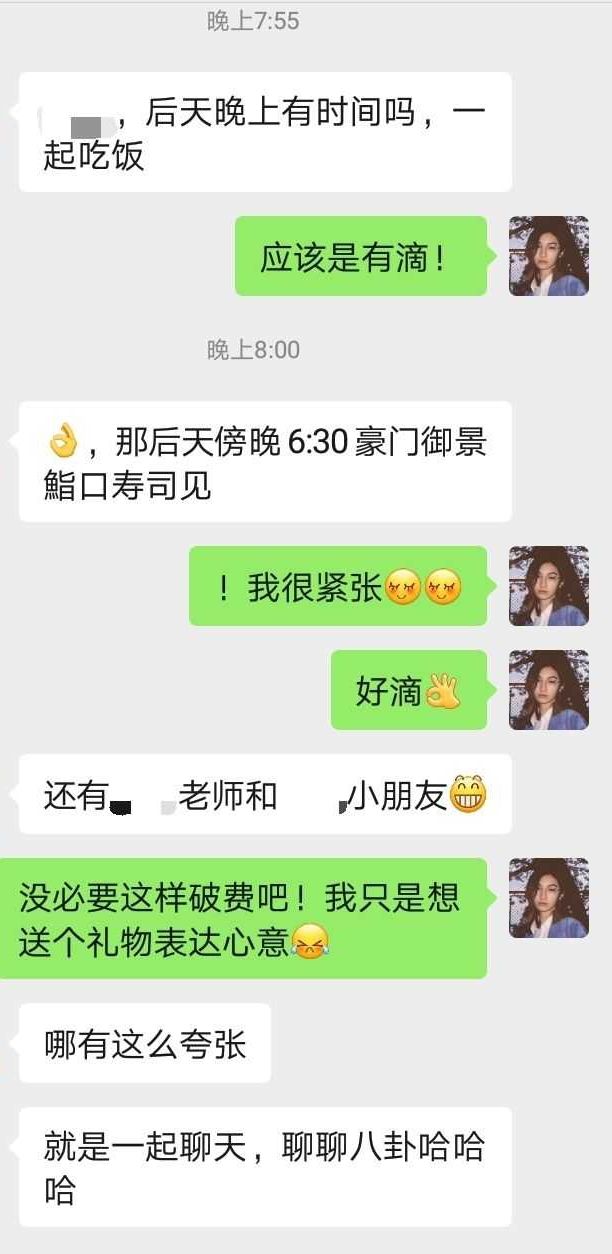 晚上7:55
，后天晚上有时间吗，一
起吃饭
应该是有滴！
晚上8:00
👌，那后天傍晚6:30豪门御景
鮨口寿司见
！我很紧张
好滴👌
还有 老师和 小朋友😁
没必要这样破费吧！我只是想
送个礼物表达心意😹
哪有这么夸张
就是一起聊天，聊聊八卦哈哈
哈